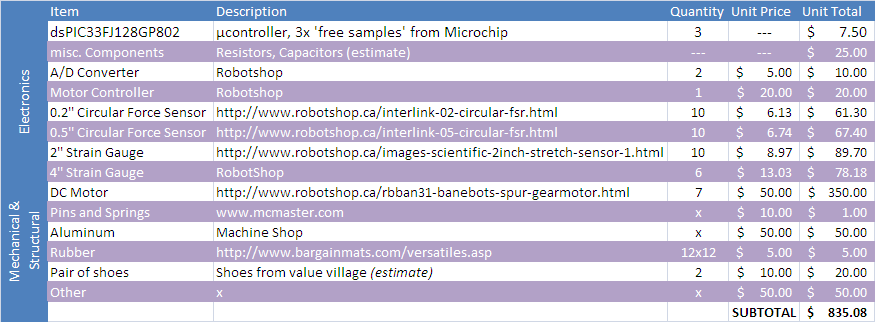 Item Description Quantity Unit Price Unit Total
Electronics
dsPIC33FJ128GP802 µcontroller, 3x 'free samples' from Microchip 3 --- $ 7.50
misc. Components Resistors, Capacitors (estimate) --- --- $ 25.00
A/D Converter Robotshop 2 $ 5.00 $ 10.00
Motor Controller Robotshop 1 $ 20.00 $ 20.00
0.2" Circular Force Sensor http://www.robotshop.ca/interlink-02-circular-fsr.html 10 $ 6.13 $ 61.30
0.5" Circular Force Sensor http://www.robotshop.ca/interlink-05-circular-fsr.html 10 $ 6.74 $ 67.40
2" Strain Gauge http://www.robotshop.ca/images-scientific-2inch-stretch-sensor-1.html 10 $ 8.97 $ 89.70
4" Strain Gauge RobotShop 6 $ 13.03 $ 78.18
Mechanical &
Structural
DC Motor http://www.robotshop.ca/rbban31-banebots-spur-gearmotor.html 7 $ 50.00 $ 350.00
Pins and Springs www.mcmaster.com x $ 10.00 $ 1.00
Aluminum Machine Shop x $ 50.00 $ 50.00
Rubber http://www.bargainmats.com/versatiles.asp 12x12 $ 5.00 $ 5.00
Pair of shoes Shoes from value village (estimate) 2 $ 10.00 $ 20.00
Other x x $ 50.00 $ 50.00
SUBTOTAL $ 835.08